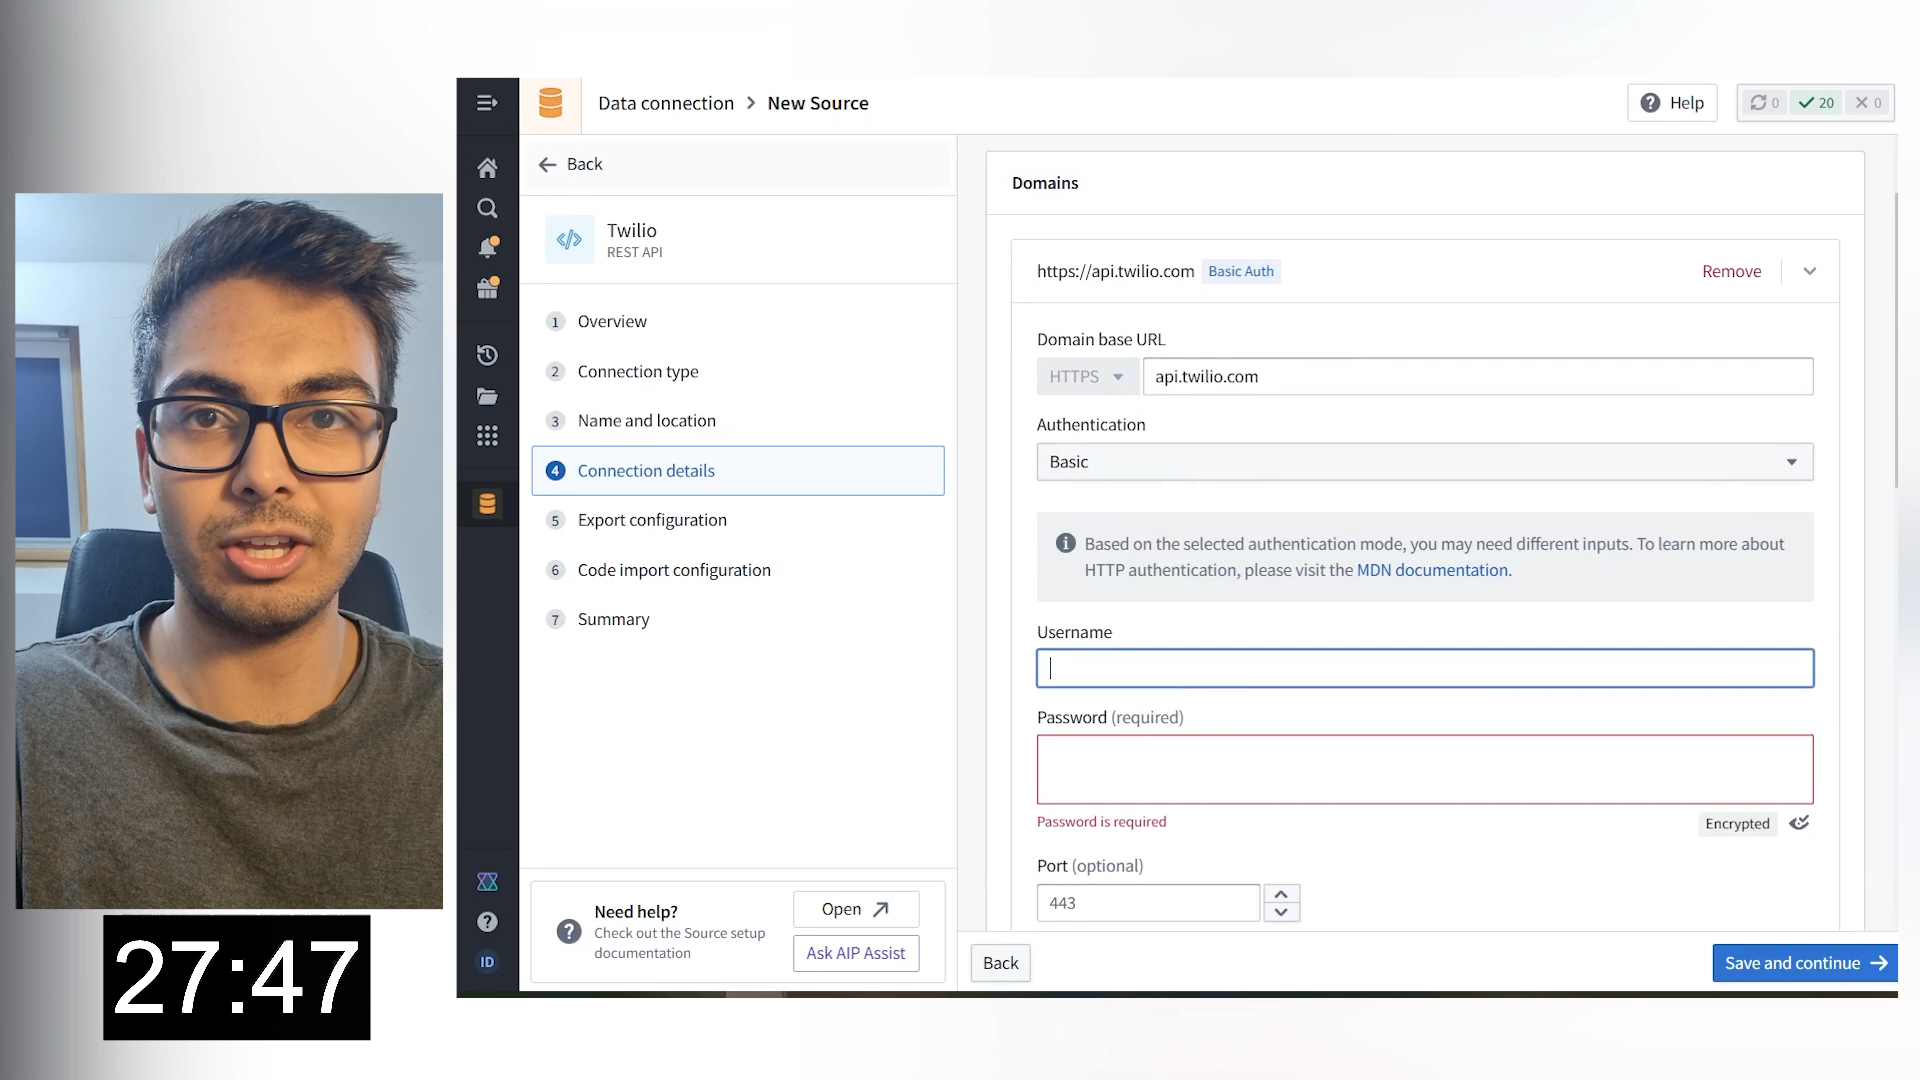 Data connection > New Source
Help
0
20
0
Back
</>
Twilio
REST API
1 Overview
2 Connection type
3 Name and location
4 Connection details
5 Export configuration
6 Code import configuration
7 Summary
Need help?
Check out the Source setup
documentation
Open
Ask AIP Assist
ID
Domains
https://api.twilio.com Basic Auth
Remove
Domain base URL
HTTPS api.twilio.com
Authentication
Basic
Based on the selected authentication mode, you may need different inputs. To learn more about
HTTP authentication, please visit the MDN documentation.
Username
Password (required)
Password is required
Encrypted
Port (optional)
443
Back
Save and continue
27:47